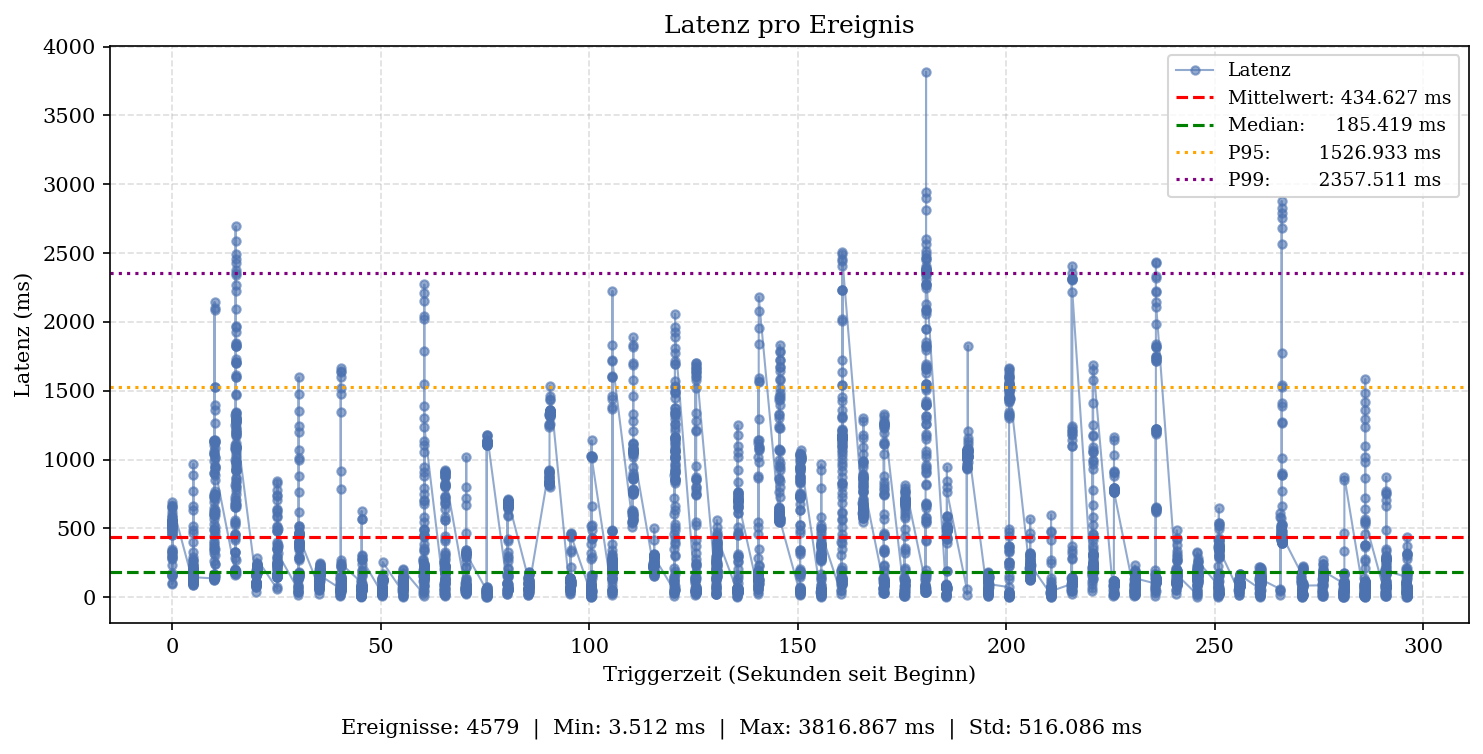 Latenz pro Ereignis
4000
3500
3000
2500
2000
1500
1000
500
0
Latenz (ms)
Latenz
Mittelwert: 434.627 ms
Median: 185.419 ms
P95: 1526.933 ms
P99: 2357.511 ms
0 50 100 150 200 250 300
Triggerzeit (Sekunden seit Beginn)
Ereignisse: 4579 | Min: 3.512 ms | Max: 3816.867 ms | Std: 516.086 ms